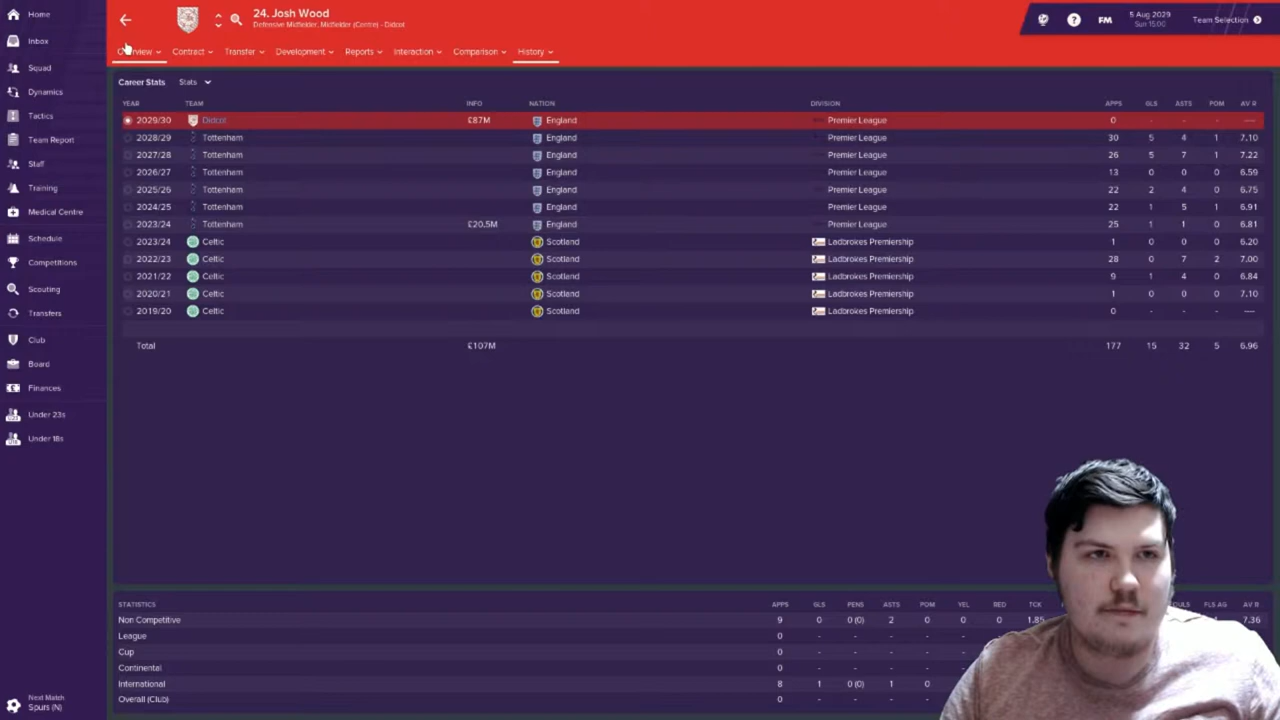 Home
Inbox
Squad
Dynamics
Tactics
Team Report
Staff
Training
Medical Centre
Schedule
Competitions
Scouting
Transfers
Club
Board
Finances
Under 23s
Under 18s
Next Match
Spurs (N)
24. Josh Wood
Defensive Midfielder, Midfielder (Centre) - Didcot
5 Aug 2029
Sun 15:00
Team Selection
FM
Overview Contract Transfer Development Reports Interaction Comparison History
Career Stats Stats
YEAR TEAM INFO NATION DIVISION APPS GLS ASTS POM AV R
2029/30 Didcot £87M England Premier League 0 - - - ---
2028/29 Tottenham England Premier League 30 5 4 1 7.10
2027/28 Tottenham England Premier League 26 5 7 1 7.22
2026/27 Tottenham England Premier League 13 0 0 0 6.59
2025/26 Tottenham England Premier League 22 2 4 0 6.75
2024/25 Tottenham England Premier League 22 1 5 1 6.91
2023/24 Tottenham £20.5M England Premier League 25 1 1 0 6.81
2023/24 Celtic Scotland Ladbrokes Premiership 1 0 0 0 6.20
2022/23 Celtic Scotland Ladbrokes Premiership 28 0 7 2 7.00
2021/22 Celtic Scotland Ladbrokes Premiership 9 1 4 0 6.84
2020/21 Celtic Scotland Ladbrokes Premiership 1 0 0 0 7.10
2019/20 Celtic Scotland Ladbrokes Premiership 0 - - - ---
Total £107M 177 15 32 5 6.96
STATISTICS APPS GLS PENS ASTS POM YEL RED TCK FLS AG AV R
Non Competitive 9 0 0 (0) 2 0 0 0 1.85 7.36
League 0 - - - - - -
Cup 0 - - - - - -
Continental 0 - - - - - -
International 8 1 0 (0) 1 0
Overall (Club) 0 - - - -